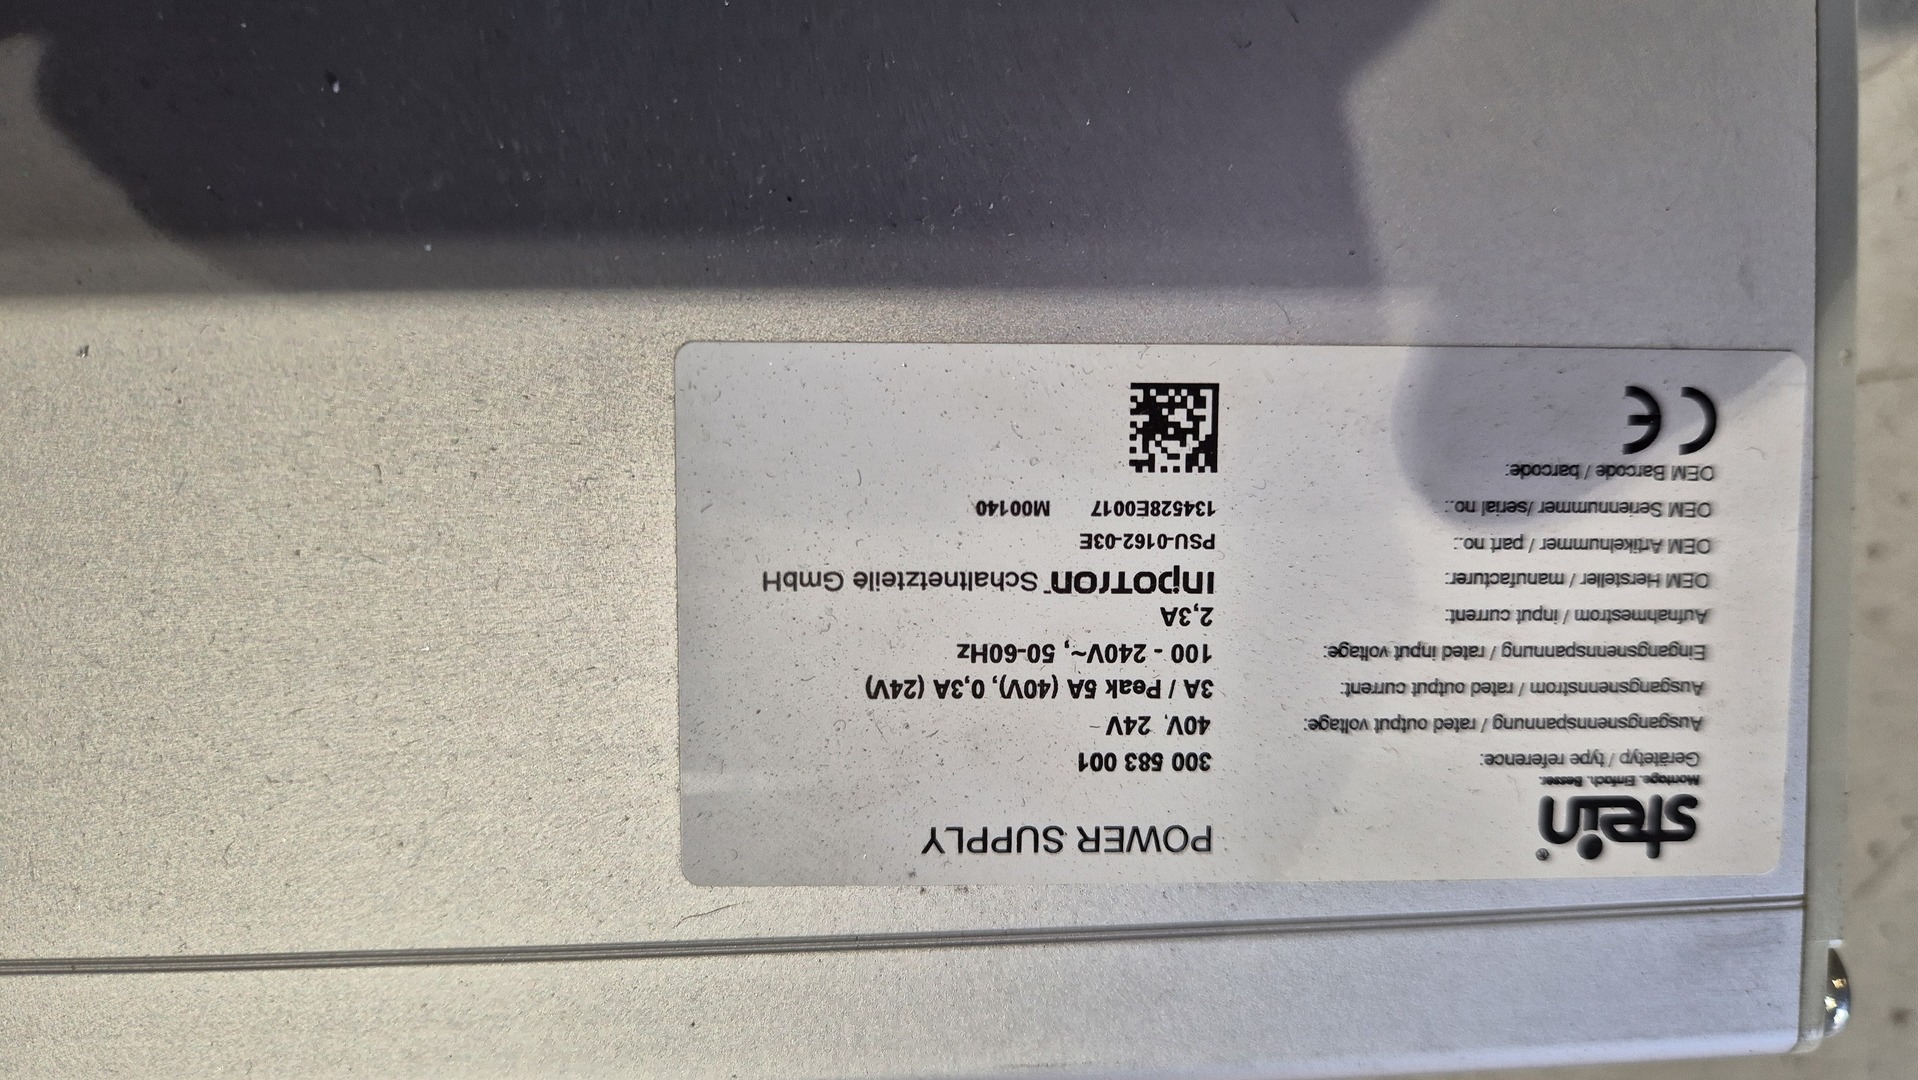 stein®
Montage. Einfach. Besser.
POWER SUPPLY
Gerätetyp / type reference: 300 583 001
Ausgangsnennspannung / rated output voltage: 40V, 24V
Ausgangsnennstrom / rated output current: 3A / Peak 5A (40V), 0,3A (24V)
Eingangsnennspannung / rated input voltage: 100 - 240V~, 50-60Hz
Aufnahmestrom / input current: 2,3A
OEM Hersteller / manufacturer: inpotron™ Schaltnetzteile GmbH
OEM Artikelnummer / part no.: PSU-0162-03E
OEM Seriennummer /serial no.: 134528E0017 M00140
OEM Barcode / barcode:
CE